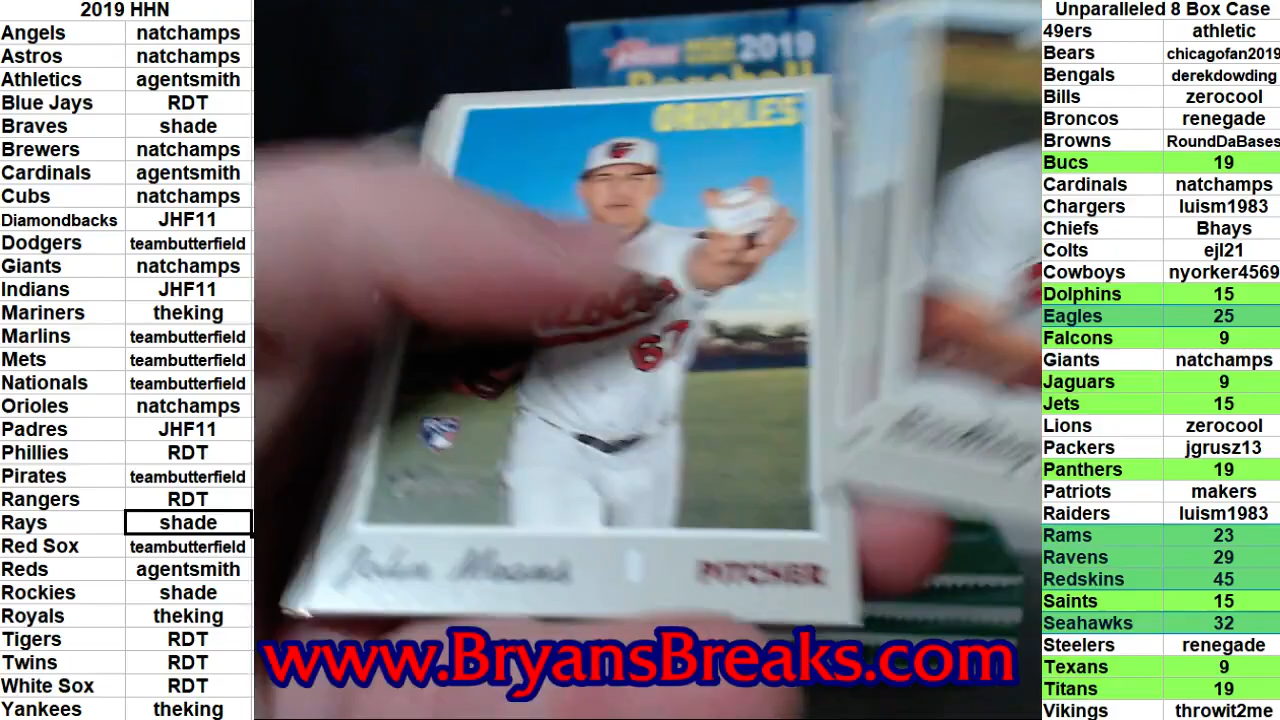 2019 HHN
Angels natchamps
Astros natchamps
Athletics agentsmith
Blue Jays RDT
Braves shade
Brewers natchamps
Cardinals agentsmith
Cubs natchamps
Diamondbacks JHF11
Dodgers teambutterfield
Giants natchamps
Indians JHF11
Mariners theking
Marlins teambutterfield
Mets teambutterfield
Nationals teambutterfield
Orioles natchamps
Padres JHF11
Phillies RDT
Pirates teambutterfield
Rangers RDT
Rays shade
Red Sox teambutterfield
Reds agentsmith
Rockies shade
Royals theking
Tigers RDT
Twins RDT
White Sox RDT
Yankees theking
2019
Baseball
ORIOLES
67
John Means
PITCHER
www.BryansBreaks.com
Unparalleled 8 Box Case
49ers athletic
Bears chicagofan2019
Bengals derekdowding
Bills zerocool
Broncos renegade
Browns RoundDaBases
Bucs 19
Cardinals natchamps
Chargers luism1983
Chiefs Bhays
Colts ejl21
Cowboys nyorker4569
Dolphins 15
Eagles 25
Falcons 9
Giants natchamps
Jaguars 9
Jets 15
Lions zerocool
Packers jgrusz13
Panthers 19
Patriots makers
Raiders luism1983
Rams 23
Ravens 29
Redskins 45
Saints 15
Seahawks 32
Steelers renegade
Texans 9
Titans 19
Vikings throwit2me